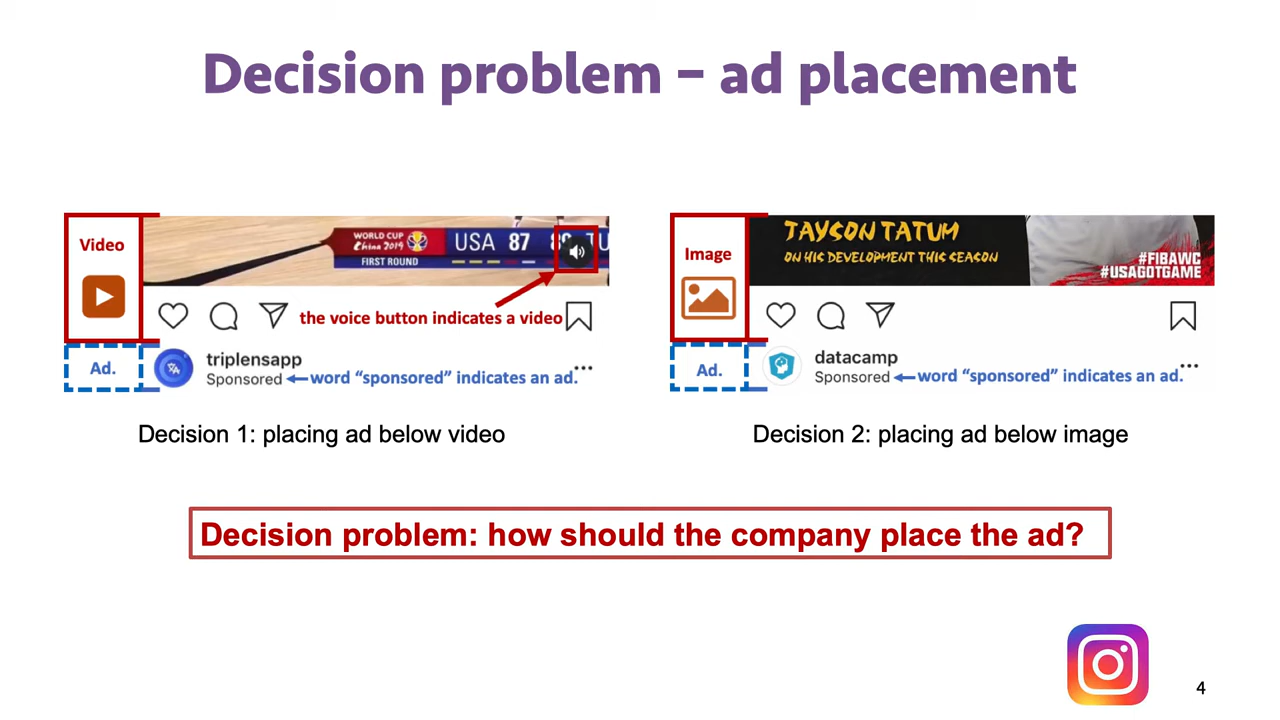 Decision problem – ad placement
Video
WORLD CUP
China 2019
USA 87
FIRST ROUND
the voice button indicates a video
Ad.
triplensapp
Sponsored
word “sponsored” indicates an ad.
Decision 1: placing ad below video
Image
TAYSON TATUM
ON HIS DEVELOPMENT THIS SEASON
#FIBAWC
#USAGOTGAME
Ad.
datacamp
Sponsored
word “sponsored” indicates an ad.
Decision 2: placing ad below image
Decision problem: how should the company place the ad?
4